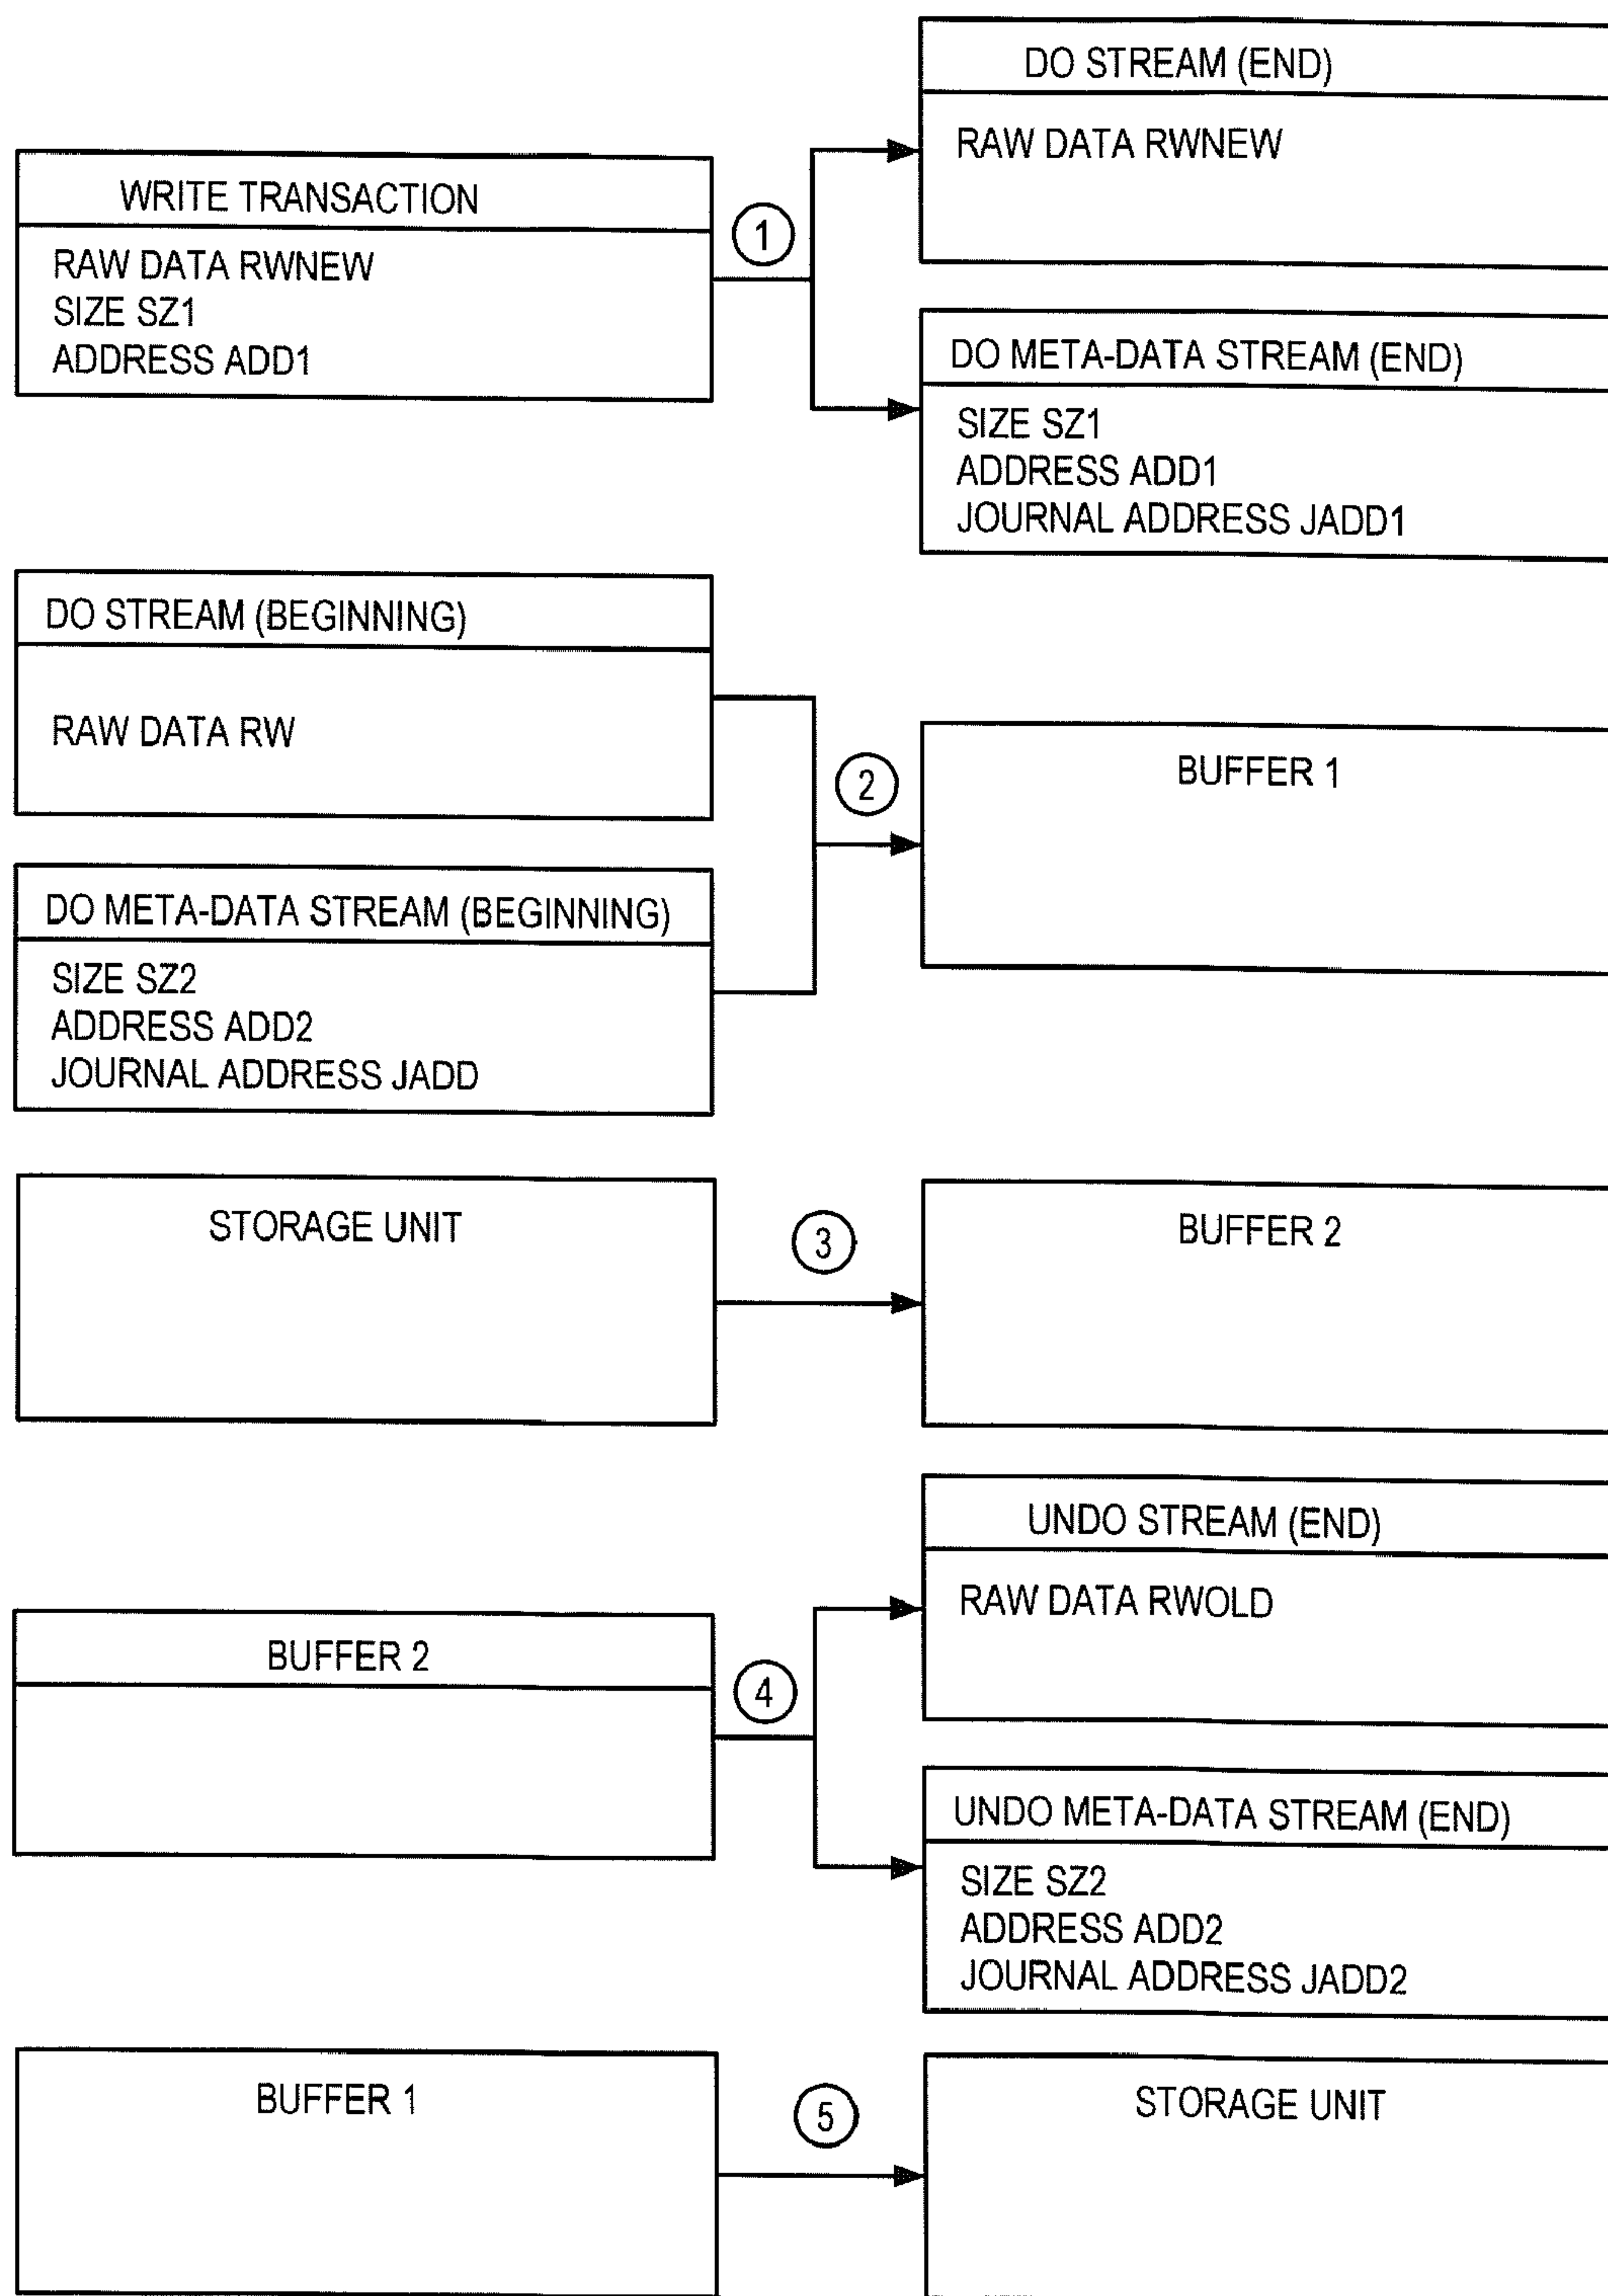 DO STREAM (END)
RAW DATA RWNEW
WRITE TRANSACTION
RAW DATA RWNEW
SIZE SZ1
ADDRESS ADD1
1
DO META-DATA STREAM (END)
SIZE SZ1
ADDRESS ADD1
JOURNAL ADDRESS JADD1
DO STREAM (BEGINNING)
RAW DATA RW
DO META-DATA STREAM (BEGINNING)
SIZE SZ2
ADDRESS ADD2
JOURNAL ADDRESS JADD
2
BUFFER 1
STORAGE UNIT
3
BUFFER 2
BUFFER 2
4
UNDO STREAM (END)
RAW DATA RWOLD
UNDO META-DATA STREAM (END)
SIZE SZ2
ADDRESS ADD2
JOURNAL ADDRESS JADD2
BUFFER 1
5
STORAGE UNIT